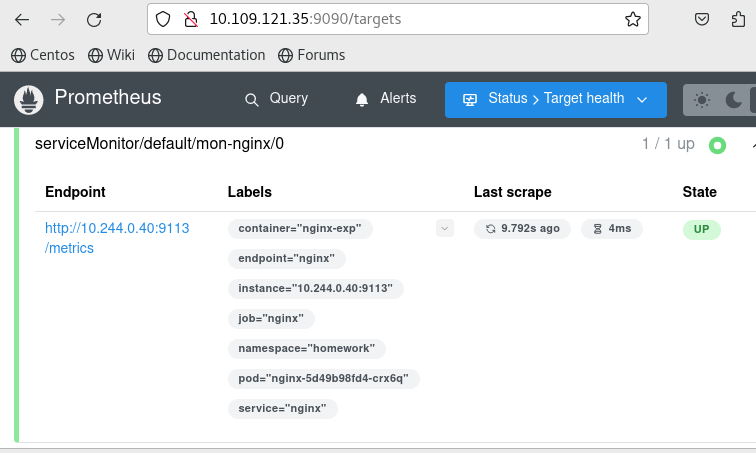 10.109.121.35:9090/targets
Centos Wiki Documentation Forums
Prometheus Query Alerts Status > Target health
serviceMonitor/default/mon-nginx/0 1 / 1 up
Endpoint Labels Last scrape State
http://10.244.0.40:9113
/metrics
container="nginx-exp" 9.792s ago 4ms UP
endpoint="nginx"
instance="10.244.0.40:9113"
job="nginx"
namespace="homework"
pod="nginx-5d49b98fd4-crx6q"
service="nginx"